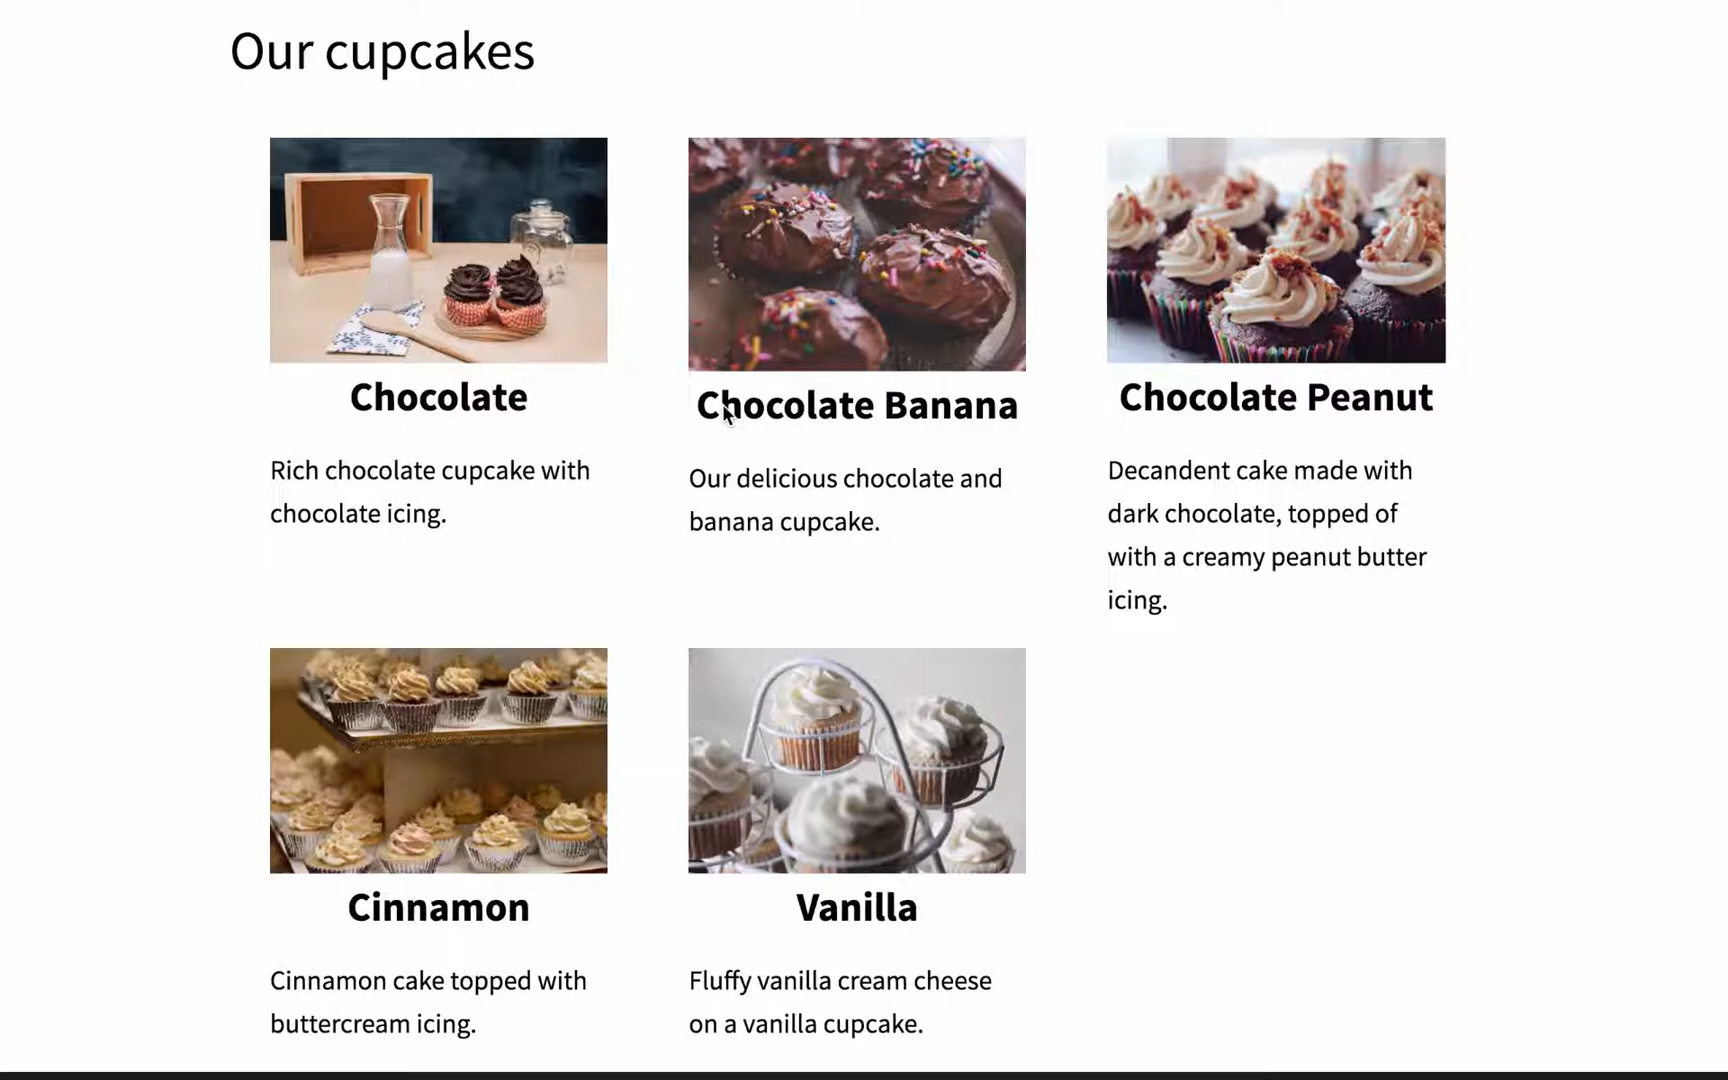 Our cupcakes
Chocolate
Rich chocolate cupcake with
chocolate icing.
Chocolate Banana
Our delicious chocolate and
banana cupcake.
Chocolate Peanut
Decandent cake made with
dark chocolate, topped of
with a creamy peanut butter
icing.
Cinnamon
Cinnamon cake topped with
buttercream icing.
Vanilla
Fluffy vanilla cream cheese
on a vanilla cupcake.